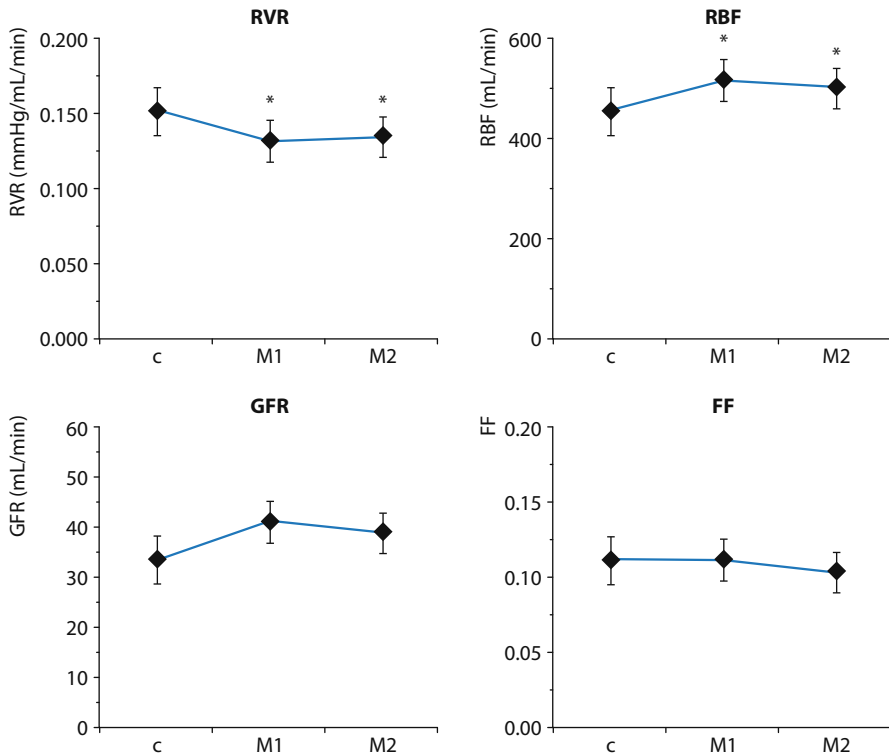 RVR
RVR (mmHg/mL/min)
0.200
0.150
0.100
0.050
0.000
*
*
c
M1
M2
RBF
RBF (mL/min)
600
400
200
0
*
*
c
M1
M2
GFR
GFR (mL/min)
60
50
40
30
20
10
0
c
M1
M2
FF
FF
0.20
0.15
0.10
0.05
0.00
c
M1
M2